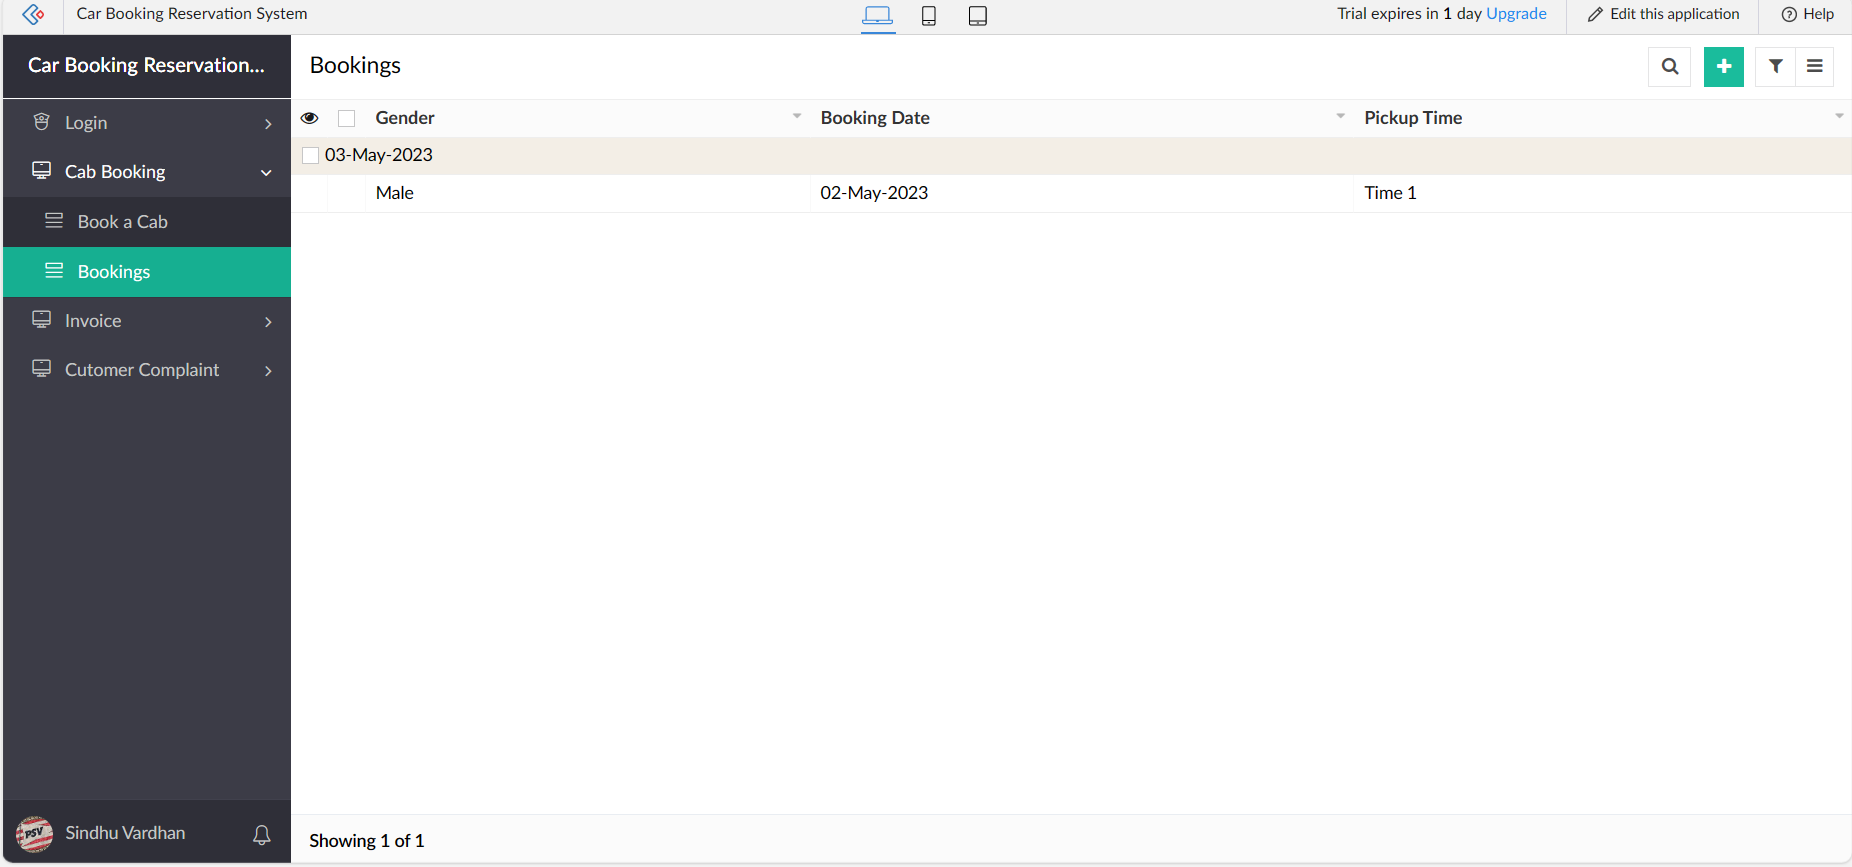 Car Booking Reservation System
Trial expires in 1 day Upgrade
Edit this application
Help
Car Booking Reservation...
Login
Cab Booking
Book a Cab
Bookings
Invoice
Cutomer Complaint
PSV
Sindhu Vardhan
Bookings
Gender Booking Date Pickup Time
03-May-2023
Male 02-May-2023 Time 1
Showing 1 of 1